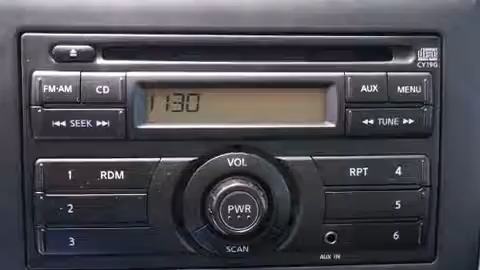 CY19G
FM·AM CD
1130
AUX MENU
SEEK
TUNE
VOL
1 RDM
RPT 4
2
PWR
5
3
SCAN
6
AUX IN